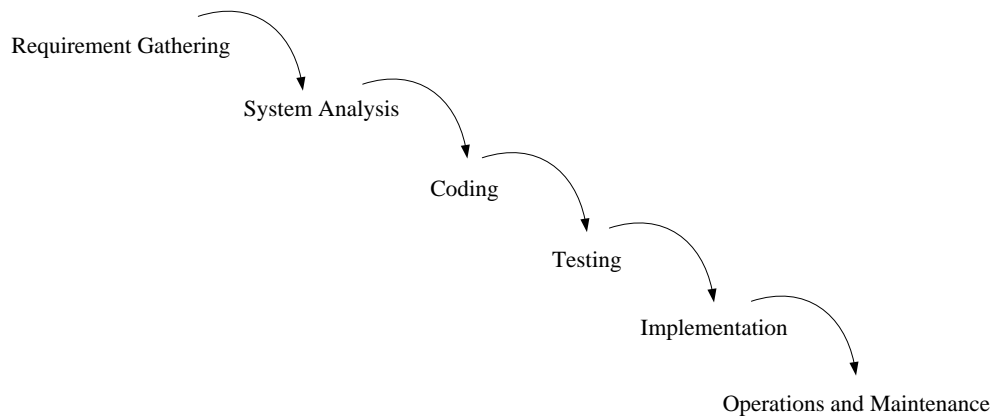 Requirement Gathering
System Analysis
Coding
Testing
Implementation
Operations and Maintenance